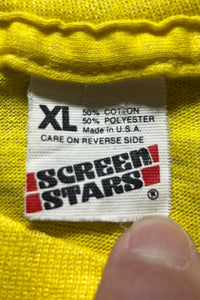 XL 50% COTTON
50% POLYESTER
Made in U.S.A.
CARE ON REVERSE SIDE
SCREEN
STARS
®